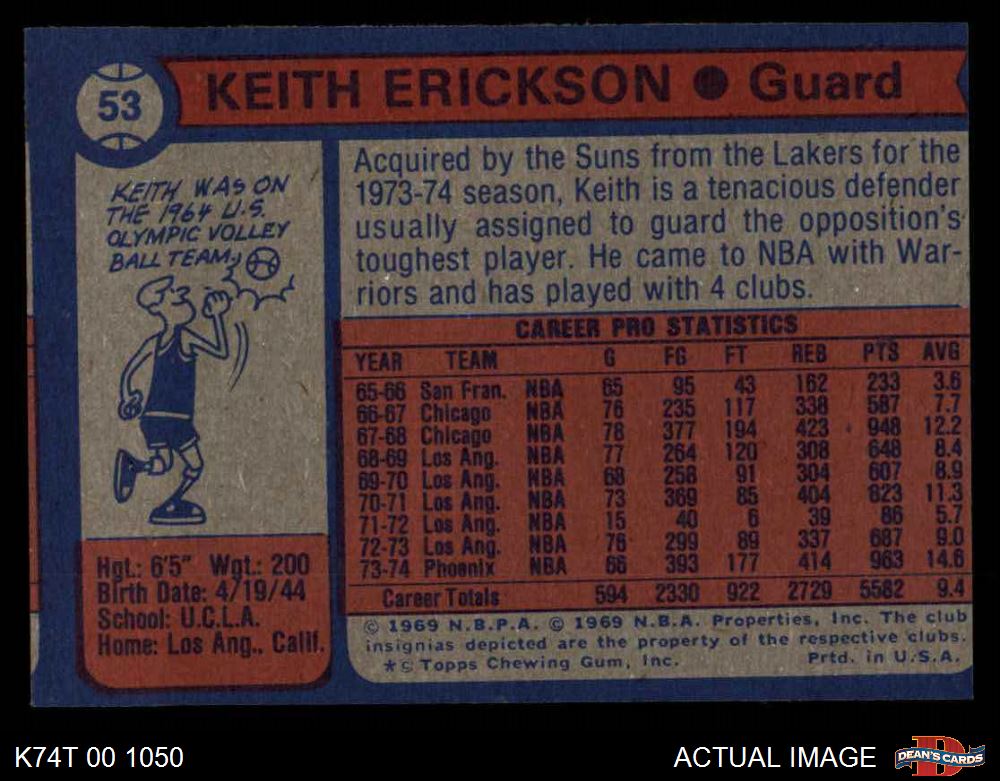 53
KEITH ERICKSON ● Guard
KEITH WAS ON
THE 1964 U.S.
OLYMPIC VOLLEY
BALL TEAM
Acquired by the Suns from the Lakers for the
1973-74 season, Keith is a tenacious defender
usually assigned to guard the opposition's
toughest player. He came to NBA with War-
riors and has played with 4 clubs.
CAREER PRO STATISTICS
YEAR TEAM G FG FT REB PTS AVG
65-66 San Fran. NBA 65 95 43 162 233 3.6
66-67 Chicago NBA 76 235 117 338 587 7.7
67-68 Chicago NBA 78 377 194 423 948 12.2
68-69 Los Ang. NBA 77 264 120 308 648 8.4
69-70 Los Ang. NBA 68 258 91 304 607 8.9
70-71 Los Ang. NBA 73 369 85 404 823 11.3
71-72 Los Ang. NBA 15 40 6 39 86 5.7
72-73 Los Ang. NBA 76 299 89 337 687 9.0
73-74 Phoenix NBA 66 393 177 414 963 14.6
Career Totals 594 2330 922 2729 5582 9.4
Hgt.: 6'5" Wgt.: 200
Birth Date: 4/19/44
School: U.C.L.A.
Home: Los Ang., Calif.
© 1969 N.B.P.A. © 1969 N.B.A. Properties, Inc. The club
insignias depicted are the property of the respective clubs.
*© Topps Chewing Gum, Inc. Prtd. in U.S.A.
K74T 00 1050
ACTUAL IMAGE
D
DEAN'S CARDS